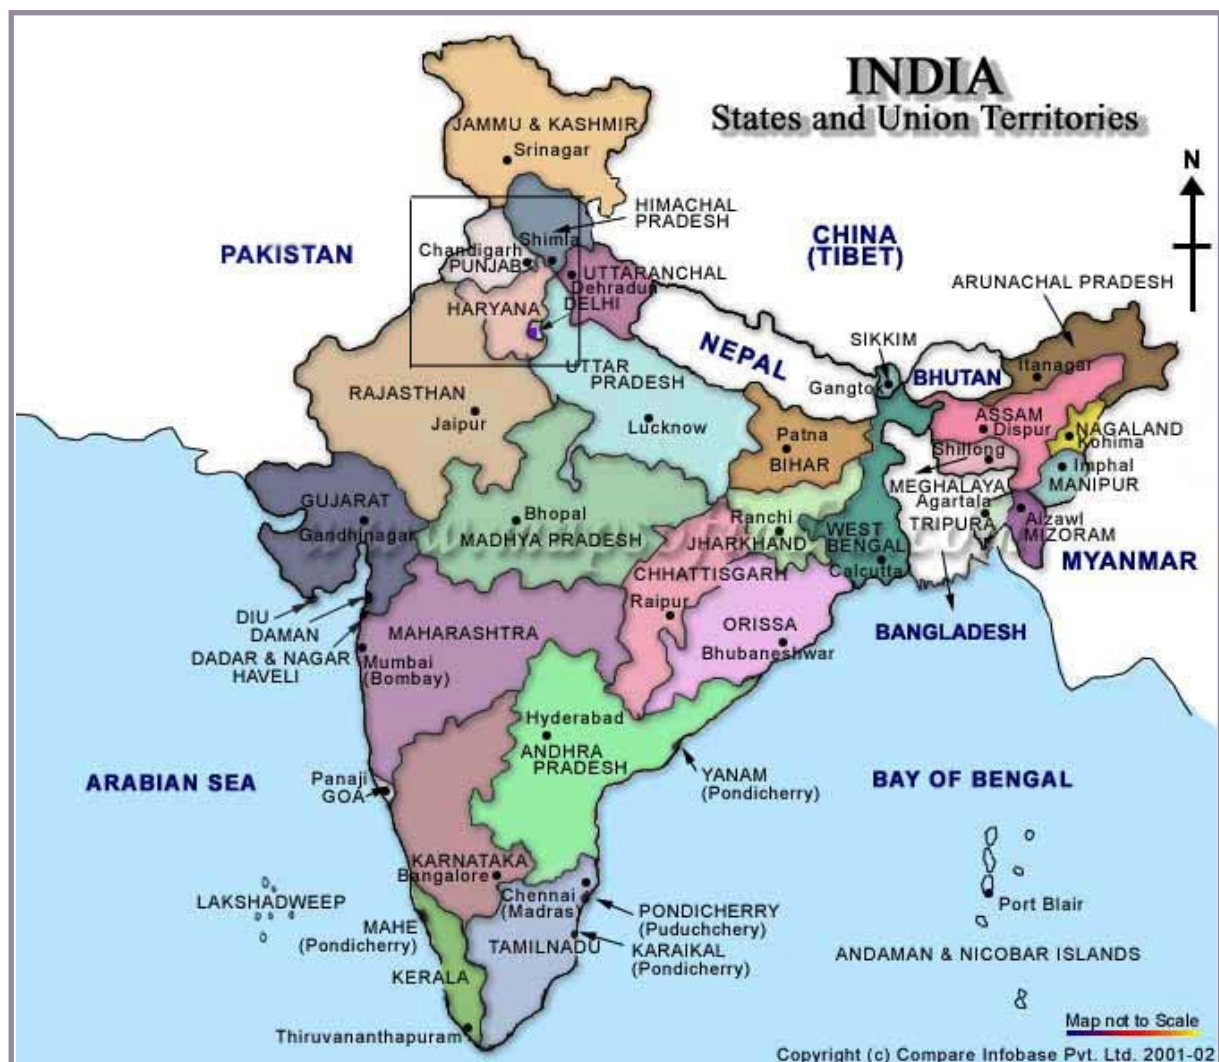 INDIA
States and Union Territories
N
JAMMU & KASHMIR
Srinagar
HIMACHAL
PRADESH
PAKISTAN
CHINA
(TIBET)
Shimla
Chandigarh
PUNJAB
UTTARANCHAL
Dehradun
ARUNACHAL PRADESH
HARYANA
DELHI
SIKKIM
NEPAL
UTTAR
PRADESH
BHUTAN
Itanagar
Gangtok
RAJASTHAN
Jaipur
Lucknow
ASSAM
Dispur
NAGALAND
Kohima
Patna
BIHAR
Shillong
Imphal
MANIPUR
MEGHALAYA
Agartala
TRIPURA
Aizawl
MIZORAM
GUJARAT
Gandhinagar
Bhopal
MADHYA PRADESH
Ranchi
JHARKHAND
WEST
BENGAL
Calcutta
MYANMAR
CHHATTISGARH
Raipur
DIU
DAMAN
DADAR & NAGAR
HAVELI
MAHARASHTRA
Mumbai
(Bombay)
ORISSA
Bhubaneshwar
BANGLADESH
Hyderabad
ANDHRA
PRADESH
ARABIAN SEA
Panaji
GOA
YANAM
(Pondicherry)
BAY OF BENGAL
KARNATAKA
Bangalore
LAKSHADWEEP
Chennai
(Madras)
PONDICHERRY
(Puduchchery)
Port Blair
MAHE
(Pondicherry)
TAMILNADU
KARAIKAL
(Pondicherry)
ANDAMAN & NICOBAR ISLANDS
KERALA
Thiruvananthapuram
Map not to Scale
Copyright (c) Compare Infobase Pvt. Ltd. 2001-02